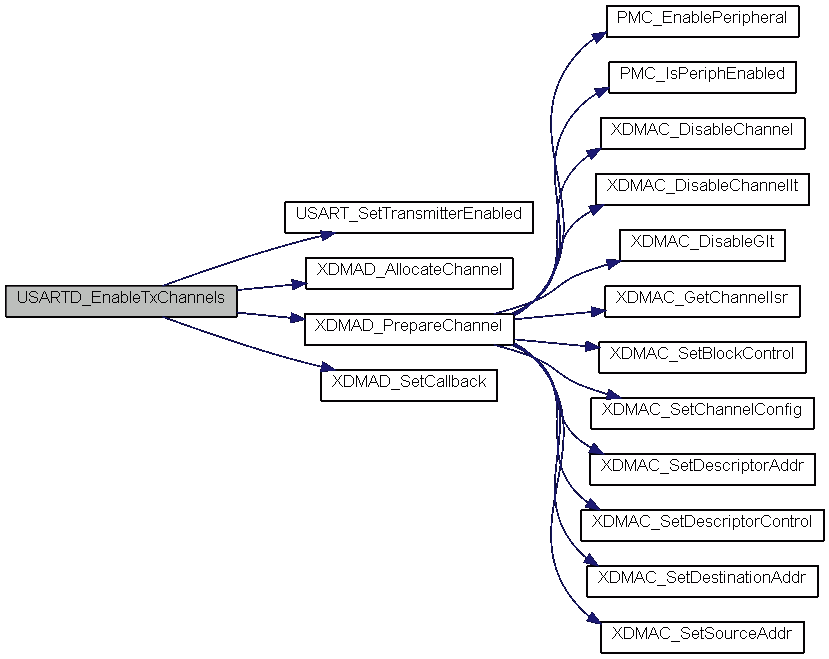 PMC_EnablePeripheral
PMC_IsPeriphEnabled
XDMAC_DisableChannel
XDMAC_DisableChannelIt
USART_SetTransmitterEnabled
XDMAC_DisableGIt
XDMAD_AllocateChannel
USARTD_EnableTxChannels
XDMAC_GetChannelIsr
XDMAD_PrepareChannel
XDMAC_SetBlockControl
XDMAD_SetCallback
XDMAC_SetChannelConfig
XDMAC_SetDescriptorAddr
XDMAC_SetDescriptorControl
XDMAC_SetDestinationAddr
XDMAC_SetSourceAddr